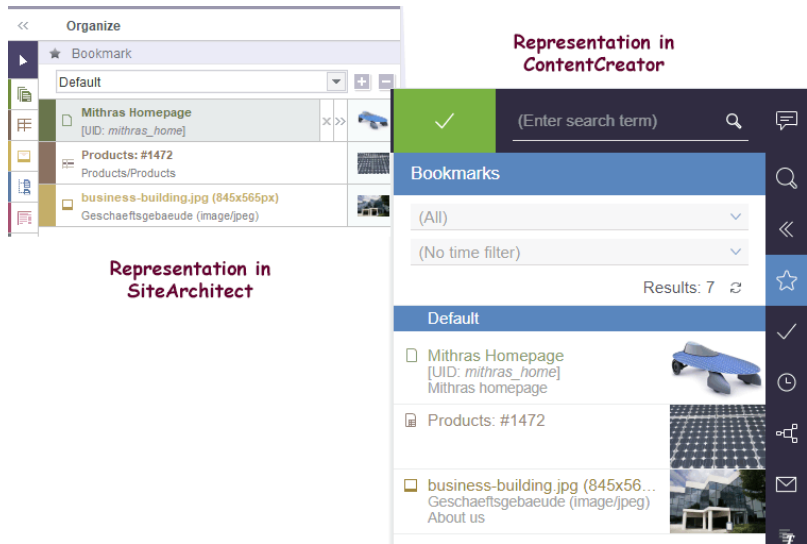 Organize
Bookmark
Default
Mithras Homepage
[UID: mithras_home]
Products: #1472
Products/Products
business-building.jpg (845x565px)
Geschaeftsgebaeude (image/jpeg)
Representation in
SiteArchitect
Representation in
ContentCreator
(Enter search term)
Bookmarks
(All)
(No time filter)
Results: 7
Default
Mithras Homepage
[UID: mithras_home]
Mithras homepage
Products: #1472
business-building.jpg (845x56...
Geschaeftsgebaeude (image/jpeg)
About us